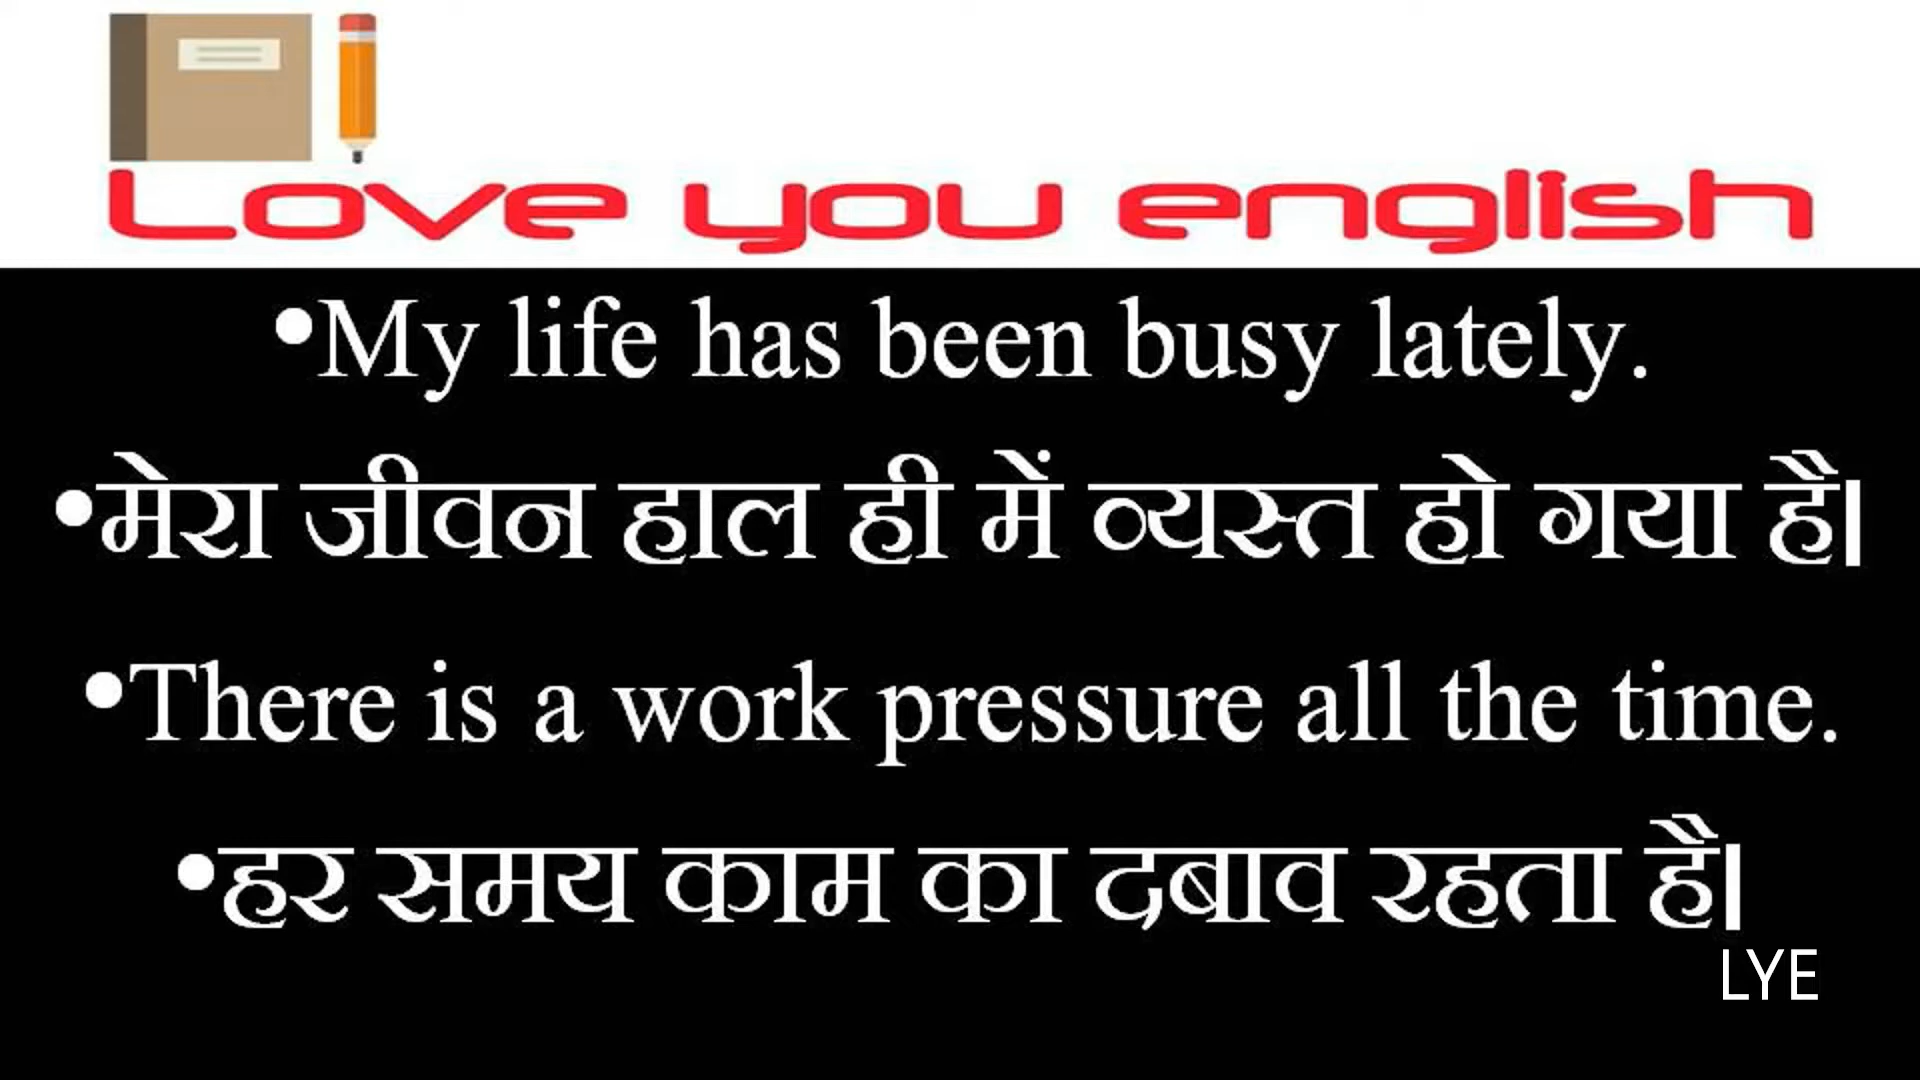 Love you english
•My life has been busy lately.
•मेरा जीवन हाल ही में व्यस्त हो गया है।
•There is a work pressure all the time.
•हर समय काम का दबाव रहता है।
LYE